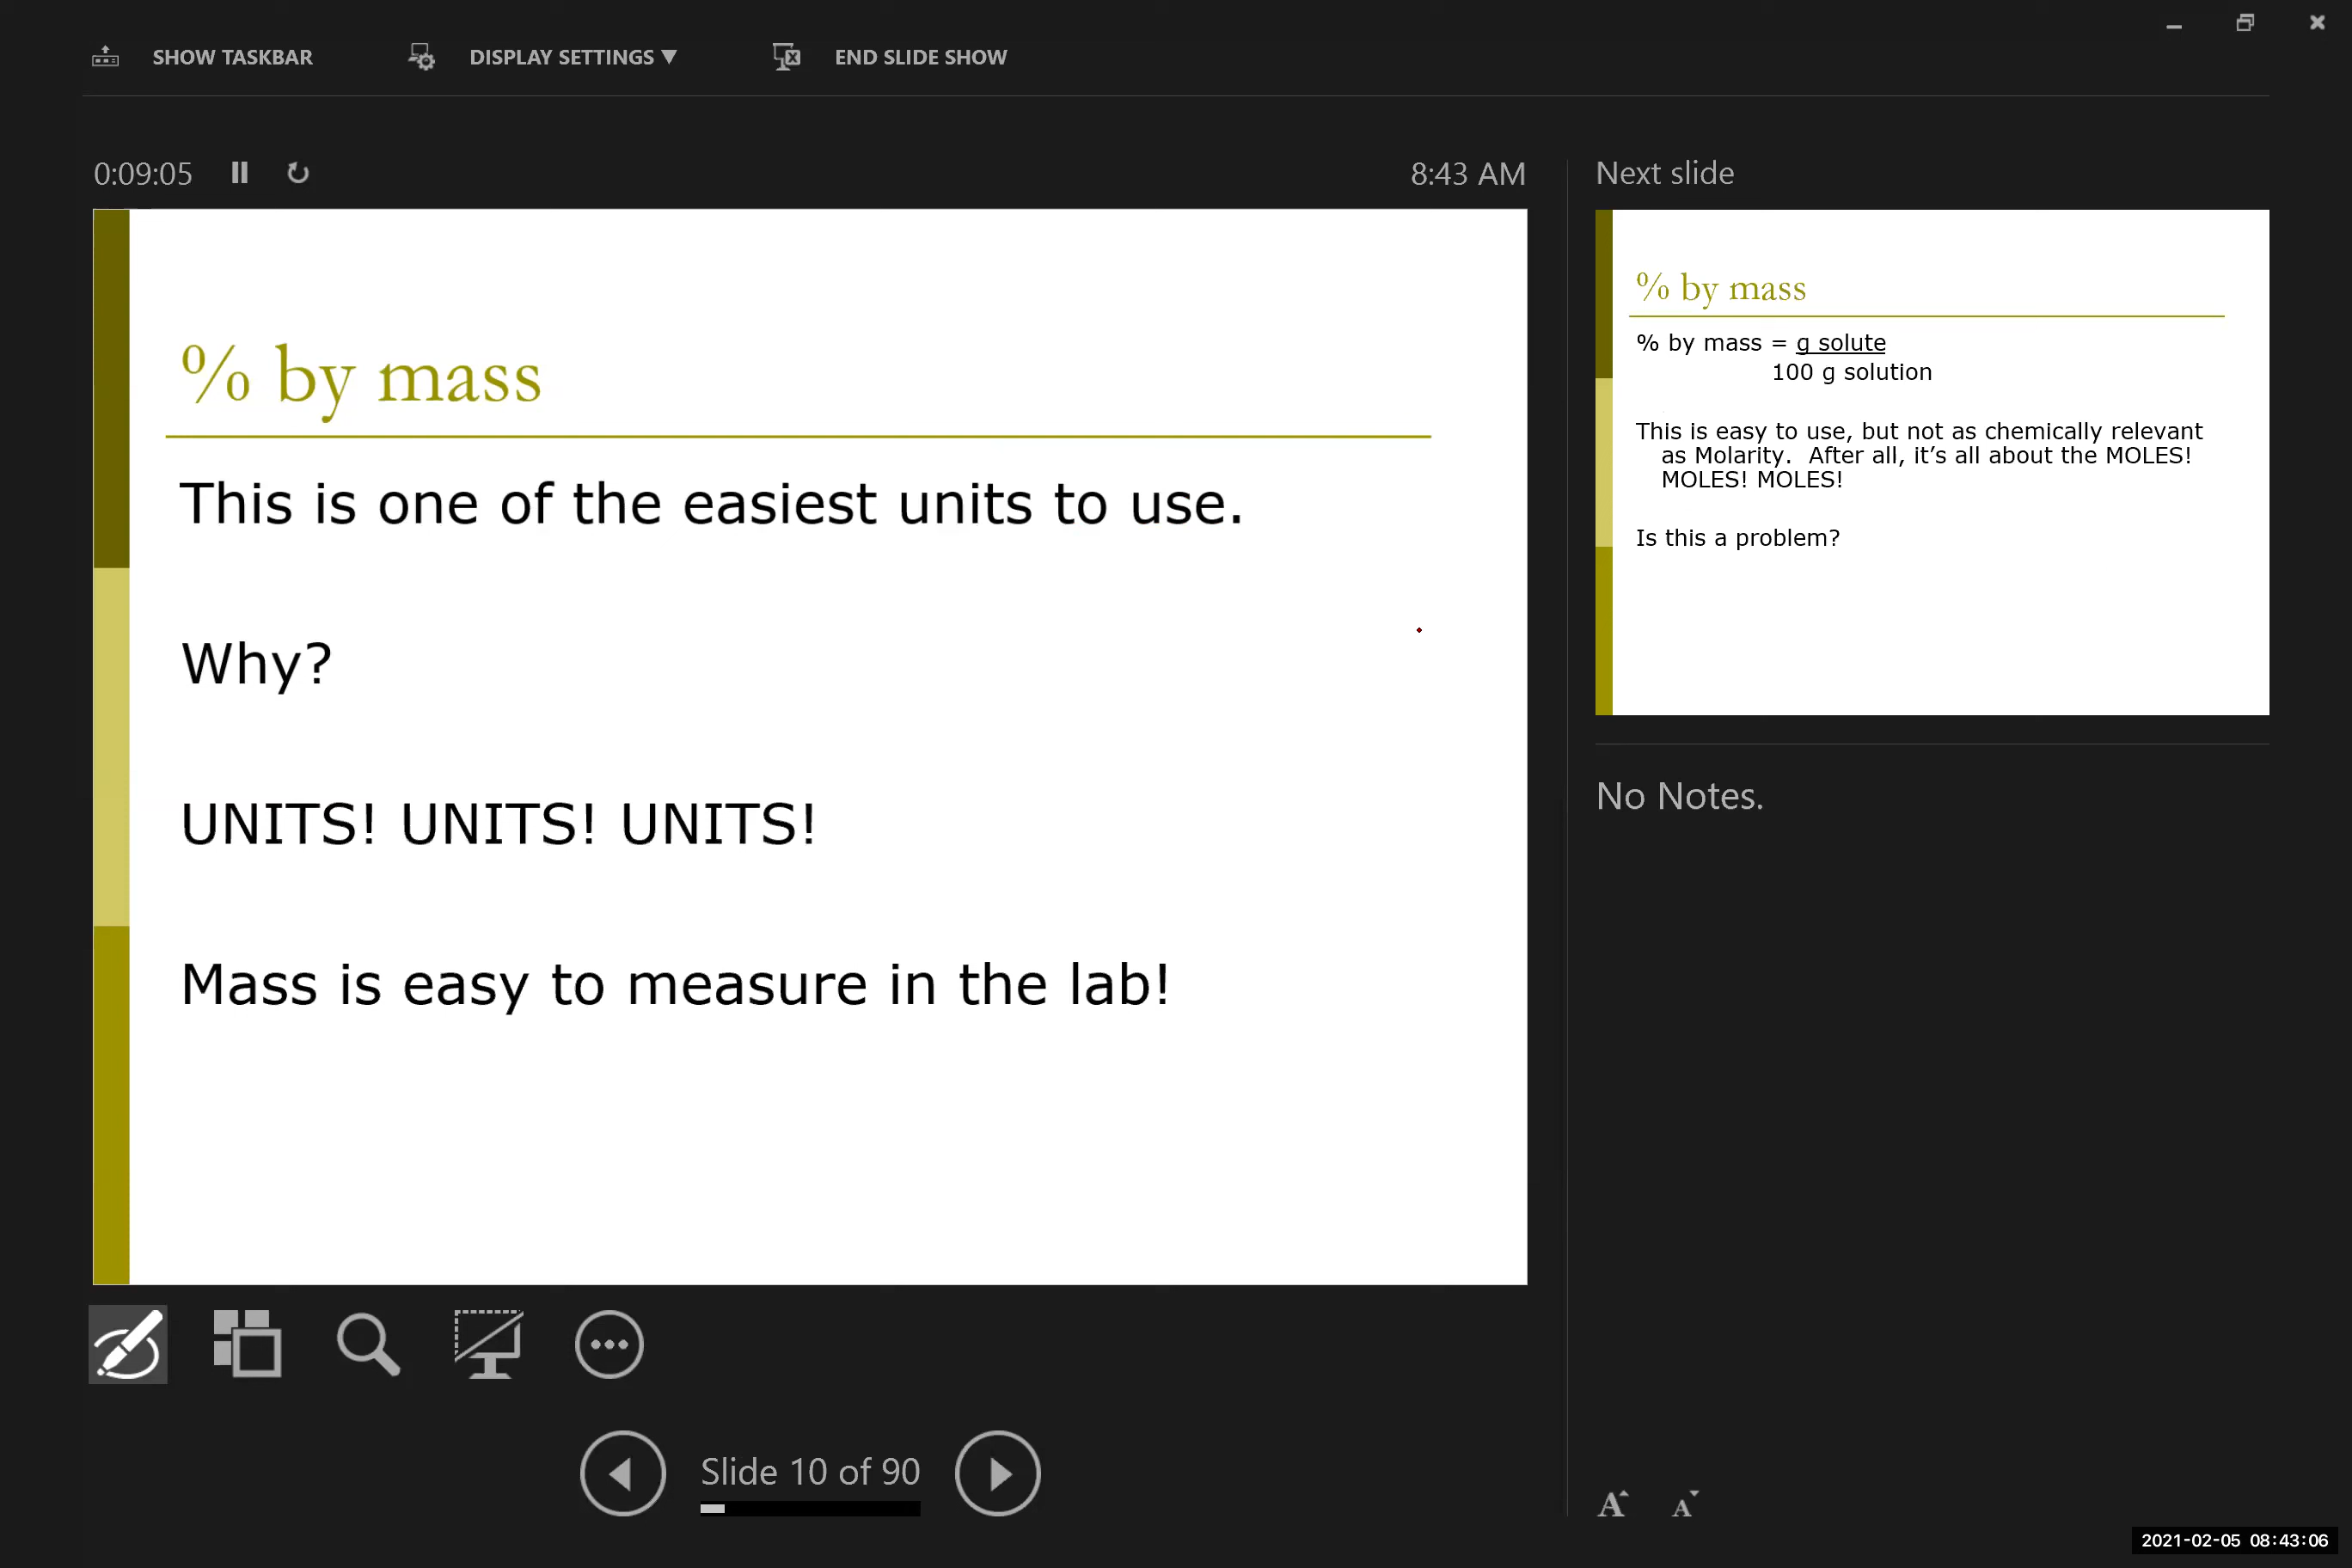 SHOW TASKBAR
DISPLAY SETTINGS ▼
END SLIDE SHOW
0:09:05
8:43 AM
% by mass
This is one of the easiest units to use.
Why?
UNITS! UNITS! UNITS!
Mass is easy to measure in the lab!
Slide 10 of 90
Next slide
% by mass
% by mass = g solute
100 g solution
This is easy to use, but not as chemically relevant
as Molarity.  After all, it’s all about the MOLES!
MOLES! MOLES!
Is this a problem?
No Notes.
A A
2021-02-05 08:43:06